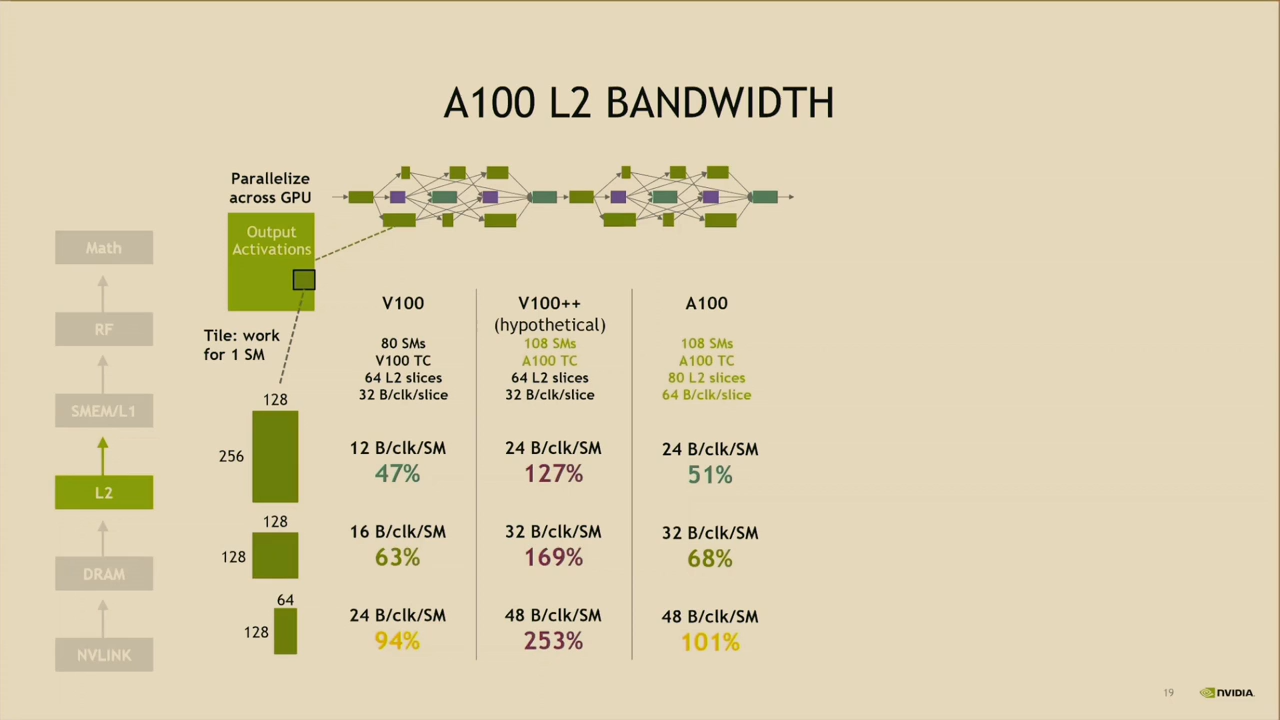 A100 L2 BANDWIDTH
Parallelize
across GPU
Output
Activations
Tile: work
for 1 SM
Math
RF
SMEM/L1
L2
DRAM
NVLINK
V100
80 SMs
V100 TC
64 L2 slices
32 B/clk/slice
V100++
(hypothetical)
108 SMs
A100 TC
64 L2 slices
32 B/clk/slice
A100
108 SMs
A100 TC
80 L2 slices
64 B/clk/slice
128
256
12 B/clk/SM
47%
24 B/clk/SM
127%
24 B/clk/SM
51%
128
128
16 B/clk/SM
63%
32 B/clk/SM
169%
32 B/clk/SM
68%
64
128
24 B/clk/SM
94%
48 B/clk/SM
253%
48 B/clk/SM
101%
19
NVIDIA.